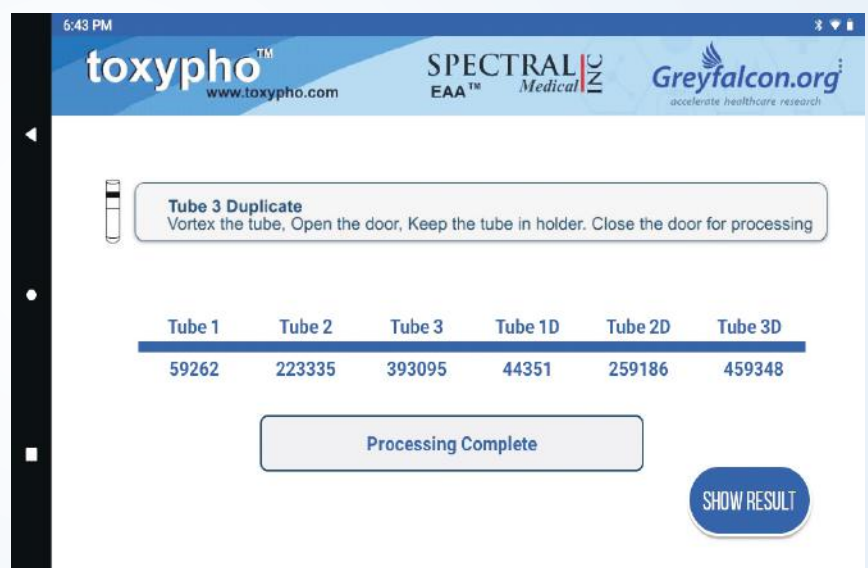 6:43 PM
toxypho™
www.toxypho.com
SPECTRAL
EAA™ Medical INC
Greyfalcon.org
accelerate healthcare research
Tube 3 Duplicate
Vortex the tube, Open the door, Keep the tube in holder. Close the door for processing
Tube 1 Tube 2 Tube 3 Tube 1D Tube 2D Tube 3D
59262 223335 393095 44351 259186 459348
Processing Complete
SHOW RESULT